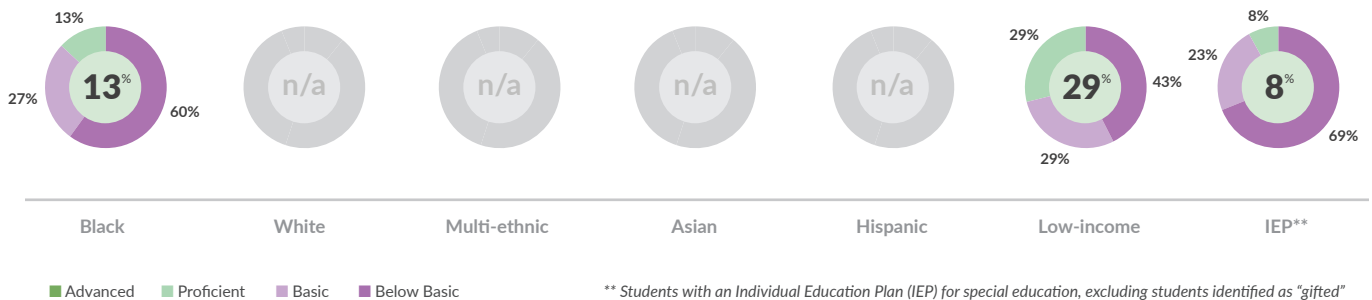 13%
27%
60%
13%
n/a
n/a
n/a
n/a
29%
43%
29%
29%
8%
23%
69%
8%
Black
White
Multi-ethnic
Asian
Hispanic
Low-income
IEP**
Advanced
Proficient
Basic
Below Basic
** Students with an Individual Education Plan (IEP) for special education, excluding students identified as “gifted”